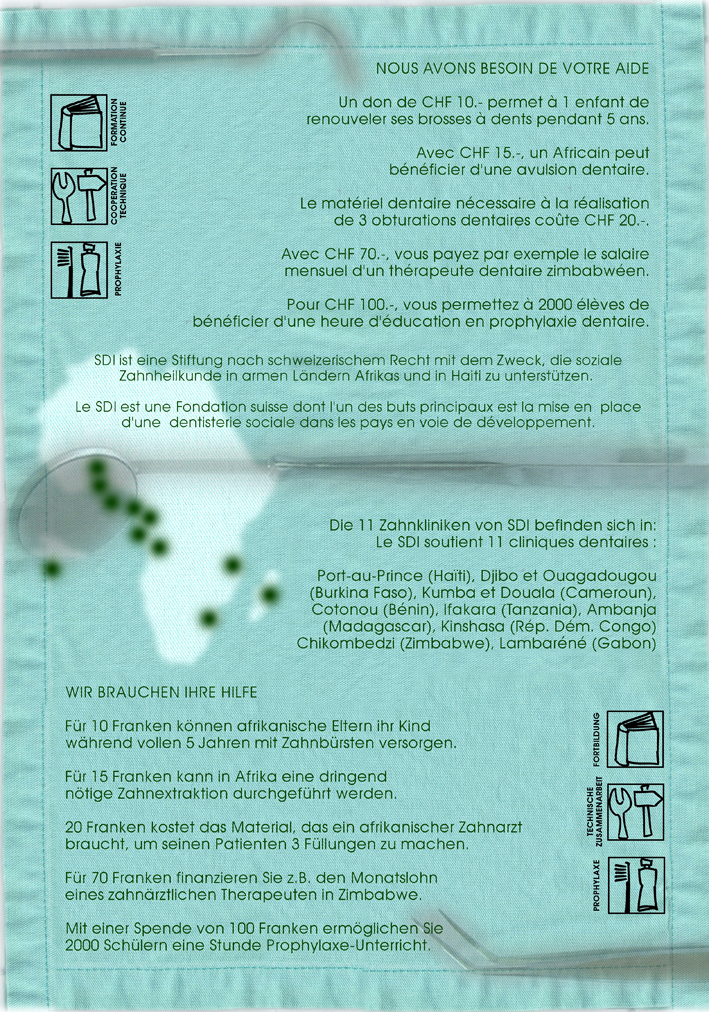 NOUS AVONS BESOIN DE VOTRE AIDE
Un don de CHF 10.- permet à 1 enfant de
renouveler ses brosses à dents pendant 5 ans.
Avec CHF 15.-, un Africain peut
bénéficier d'une avulsion dentaire.
Le matériel dentaire nécessaire à la réalisation
de 3 obturations dentaires coûte CHF 20.-.
Avec CHF 70.-, vous payez par exemple le salaire
mensuel d'un thérapeute dentaire zimbabwéen.
Pour CHF 100.-, vous permettez à 2000 élèves de
bénéficier d'une heure d'éducation en prophylaxie dentaire.
FORMATION
CONTINUE
COOPERATION
TECHNIQUE
PROPHYLAXIE
SDI ist eine Stiftung nach schweizerischem Recht mit dem Zweck, die soziale
Zahnheilkunde in armen Ländern Afrikas und in Haiti zu unterstützen.
Le SDI est une Fondation suisse dont l'un des buts principaux est la mise en place
d'une dentisterie sociale dans les pays en voie de développement.
Die 11 Zahnkliniken von SDI befinden sich in:
Le SDI soutient 11 cliniques dentaires :
Port-au-Prince (Haïti), Djibo et Ouagadougou
(Burkina Faso), Kumba et Douala (Cameroun),
Cotonou (Bénin), Ifakara (Tanzania), Ambanja
(Madagascar), Kinshasa (Rép. Dém. Congo)
Chikombedzi (Zimbabwe), Lambaréné (Gabon)
WIR BRAUCHEN IHRE HILFE
Für 10 Franken können afrikanische Eltern ihr Kind
während vollen 5 Jahren mit Zahnbürsten versorgen.
Für 15 Franken kann in Afrika eine dringend
nötige Zahnextraktion durchgeführt werden.
20 Franken kostet das Material, das ein afrikanischer Zahnarzt
braucht, um seinen Patienten 3 Füllungen zu machen.
Für 70 Franken finanzieren Sie z.B. den Monatslohn
eines zahnärztlichen Therapeuten in Zimbabwe.
Mit einer Spende von 100 Franken ermöglichen Sie
2000 Schülern eine Stunde Prophylaxe-Unterricht.
FORTBILDUNG
TECHNISCHE
ZUSAMMENARBEIT
PROPHYLAXE